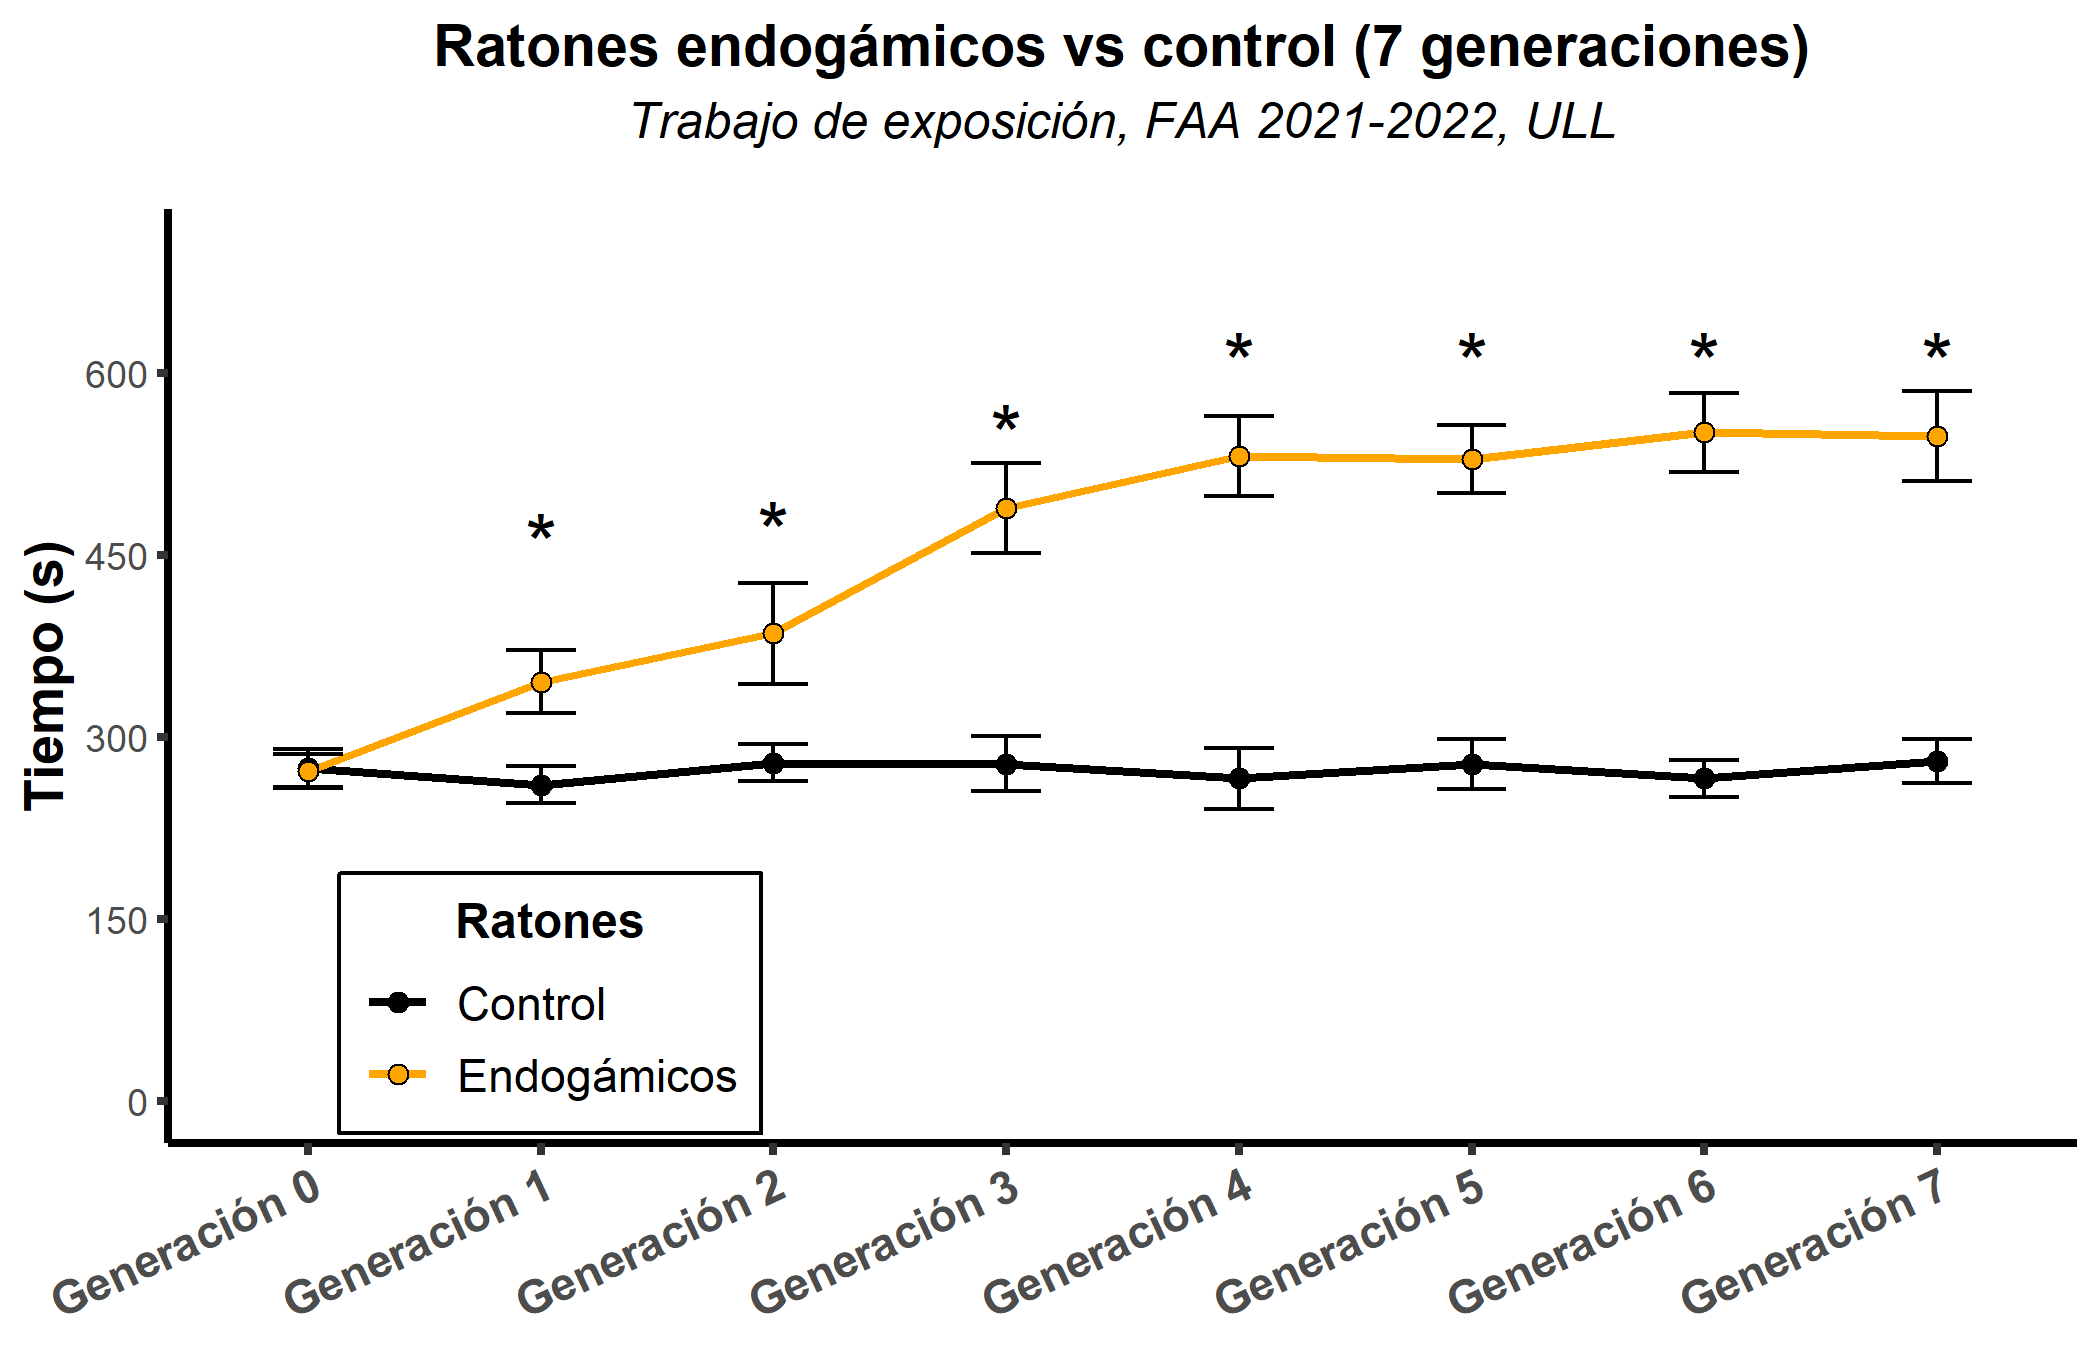 Ratones endogámicos vs control (7 generaciones)
Trabajo de exposición, FAA 2021-2022, ULL
Tiempo (s)
600
450
300
150
0
*
*
*
*
*
*
*
Ratones
Control
Endogámicos
Generación 0
Generación 1
Generación 2
Generación 3
Generación 4
Generación 5
Generación 6
Generación 7